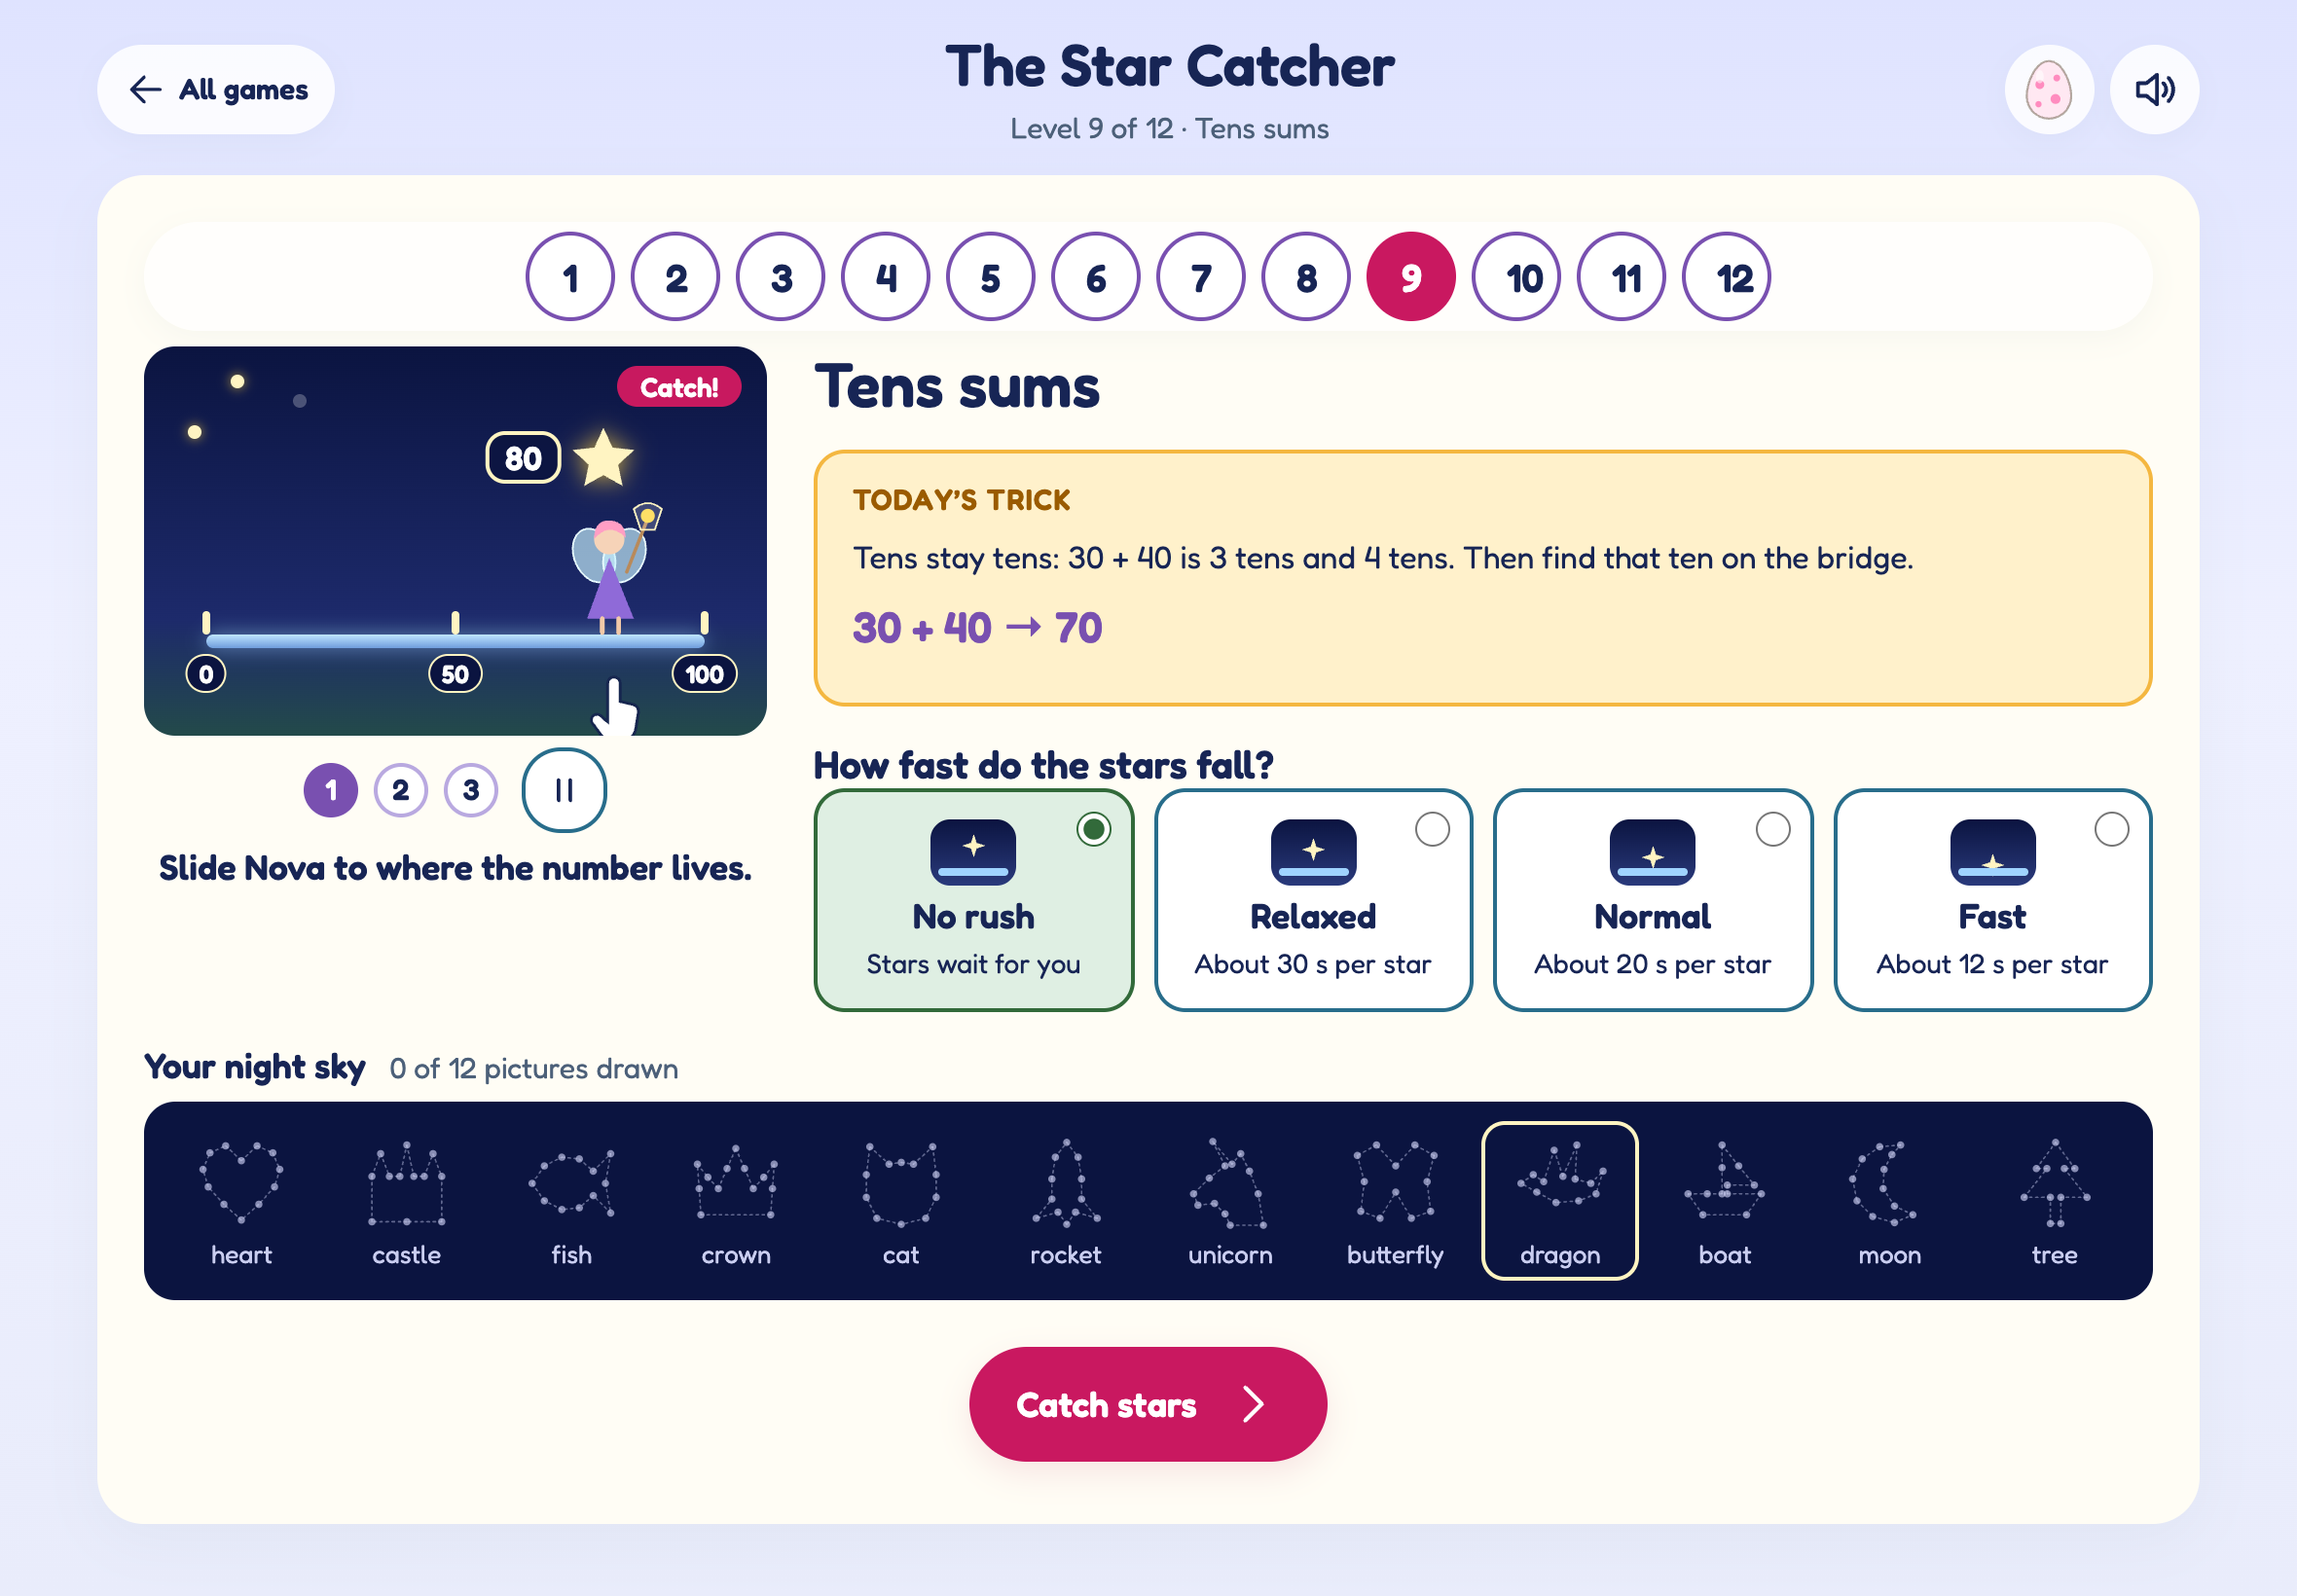 All games
The Star Catcher
Level 9 of 12 · Tens sums
1 2 3 4 5 6 7 8 9 10 11 12
Catch!
80
0 50 100
1 2 3
Slide Nova to where the number lives.
Tens sums
TODAY’S TRICK
Tens stay tens: 30 + 40 is 3 tens and 4 tens. Then find that ten on the bridge.
30 + 40 → 70
How fast do the stars fall?
No rush
Stars wait for you
Relaxed
About 30 s per star
Normal
About 20 s per star
Fast
About 12 s per star
Your night sky 0 of 12 pictures drawn
heart castle fish crown cat rocket unicorn butterfly dragon boat moon tree
Catch stars